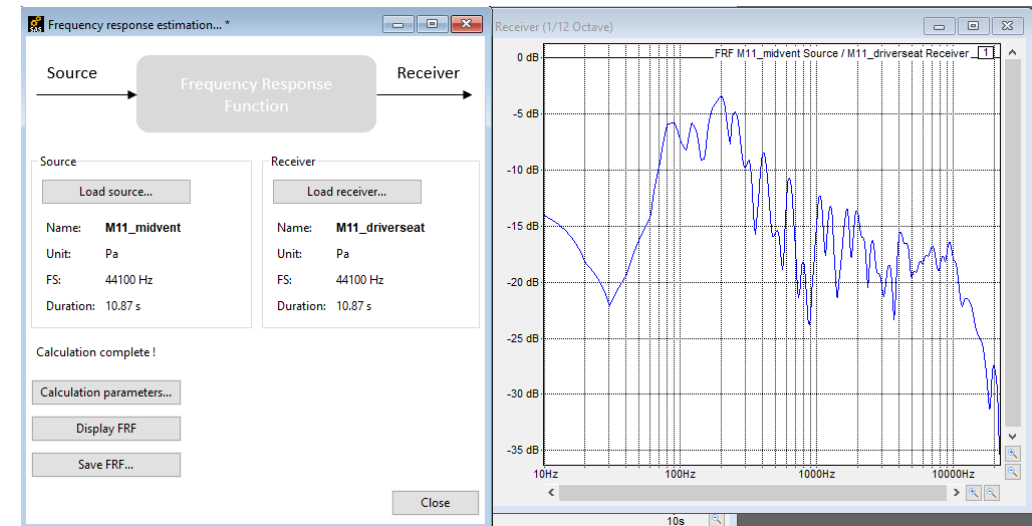 SAS
Frequency response estimation... *
Source
Frequency Response
Function
Receiver
Source
Load source...
Name: M11_midvent
Unit: Pa
FS: 44100 Hz
Duration: 10.87 s
Receiver
Load receiver...
Name: M11_driverseat
Unit: Pa
FS: 44100 Hz
Duration: 10.87 s
Calculation complete !
Calculation parameters...
Display FRF
Save FRF...
Close
Receiver (1/12 Octave)
FRF M11_midvent Source / M11_driverseat Receiver 1
0 dB
-5 dB
-10 dB
-15 dB
-20 dB
-25 dB
-30 dB
-35 dB
10Hz 100Hz 1000Hz 10000Hz
10s